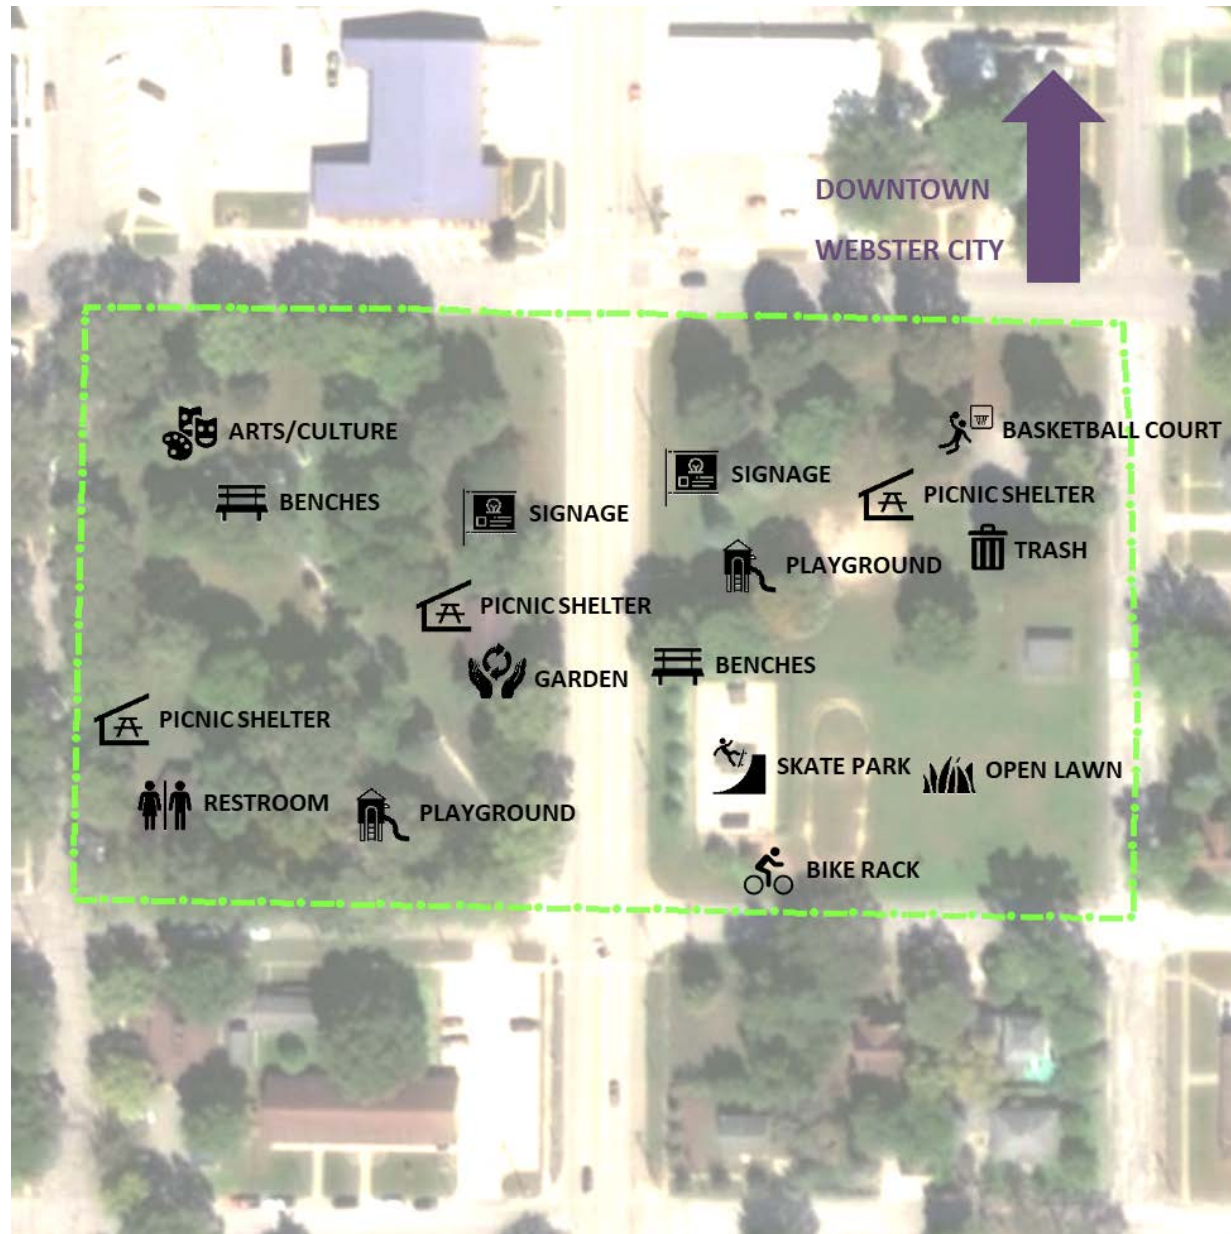 DOWNTOWN
WEBSTER CITY
ARTS/CULTURE
BASKETBALL COURT
BENCHES
SIGNAGE
SIGNAGE
PICNIC SHELTER
TRASH
PLAYGROUND
PICNIC SHELTER
GARDEN
BENCHES
PICNIC SHELTER
SKATE PARK
OPEN LAWN
RESTROOM
PLAYGROUND
BIKE RACK